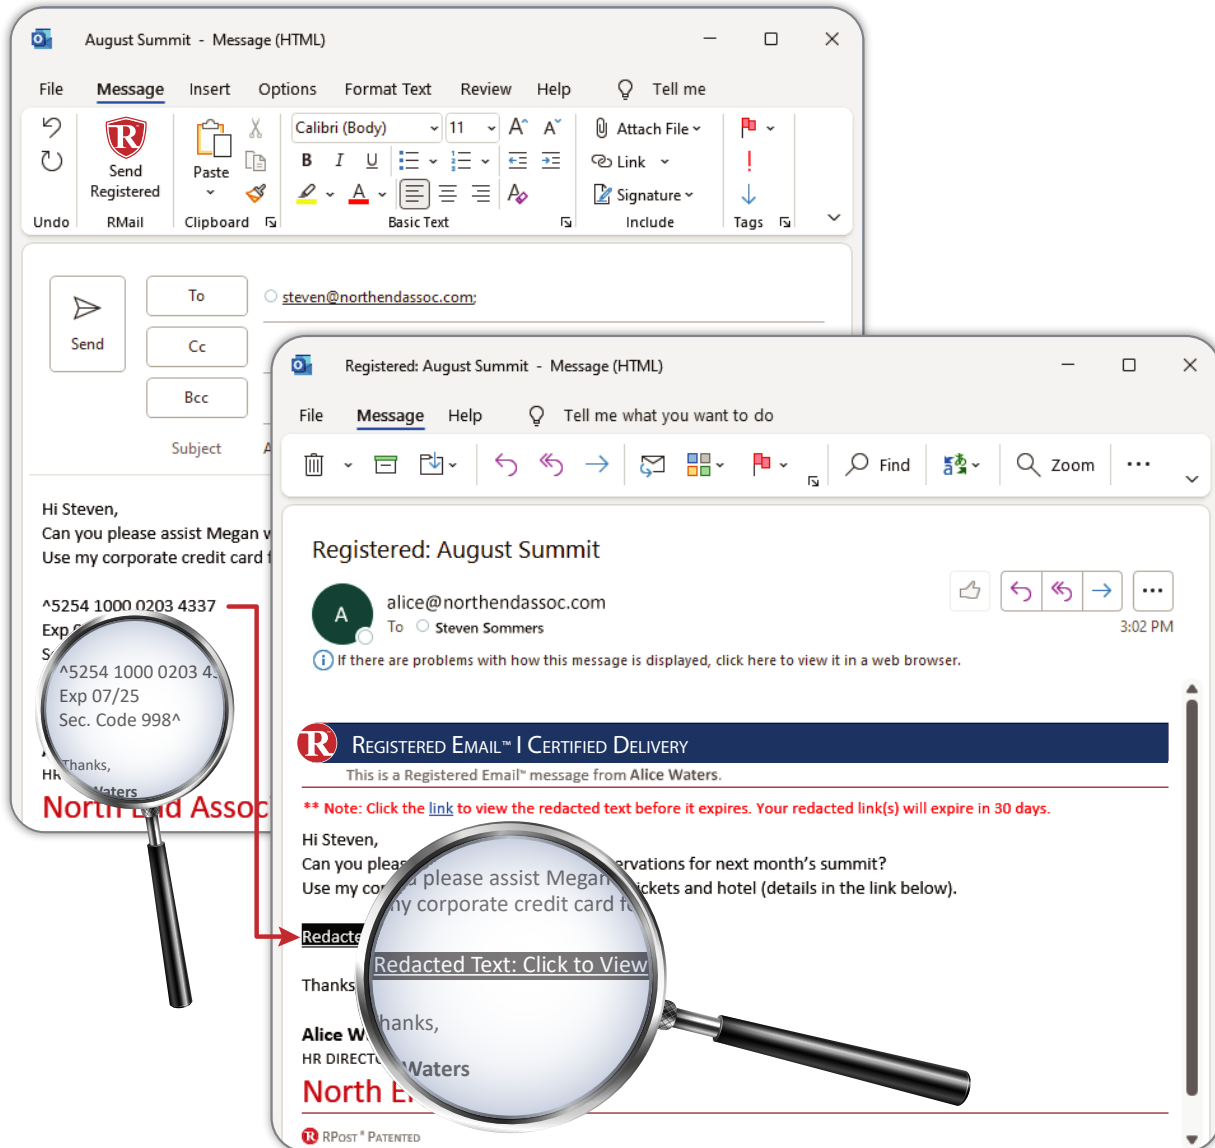 August Summit - Message (HTML)
File Message Insert Options Format Text Review Help Tell me
Calibri (Body) 11 Attach File
Send Registered
Paste
B I U
Link
A
Signature
Undo RMail Clipboard Basic Text Include Tags
Send
To steven@northendassoc.com;
Cc
Bcc
Subject
Hi Steven,
Can you please assist Megan
Use my corporate credit card
^5254 1000 0203 4337
Exp
^5254 1000 0203
Exp 07/25
Sec. Code 998^
Thanks,
Waters
HR
North End Assoc
Registered: August Summit - Message (HTML)
File Message Help Tell me what you want to do
Find Zoom
Registered: August Summit
A
alice@northendassoc.com
To Steven Sommers
3:02 PM
If there are problems with how this message is displayed, click here to view it in a web browser.
R REGISTERED EMAIL™ | CERTIFIED DELIVERY
This is a Registered Email™ message from Alice Waters.
** Note: Click the link to view the redacted text before it expires. Your redacted link(s) will expire in 30 days.
Hi Steven,
Can you pleas ervations for next month's summit?
Use my co ickets and hotel (details in the link below).
please assist Megan
my corporate credit card
Redacte
Redacted Text: Click to View
Thanks
hanks,
Alice W
Waters
HR DIRECT
North E
R RPOST® PATENTED